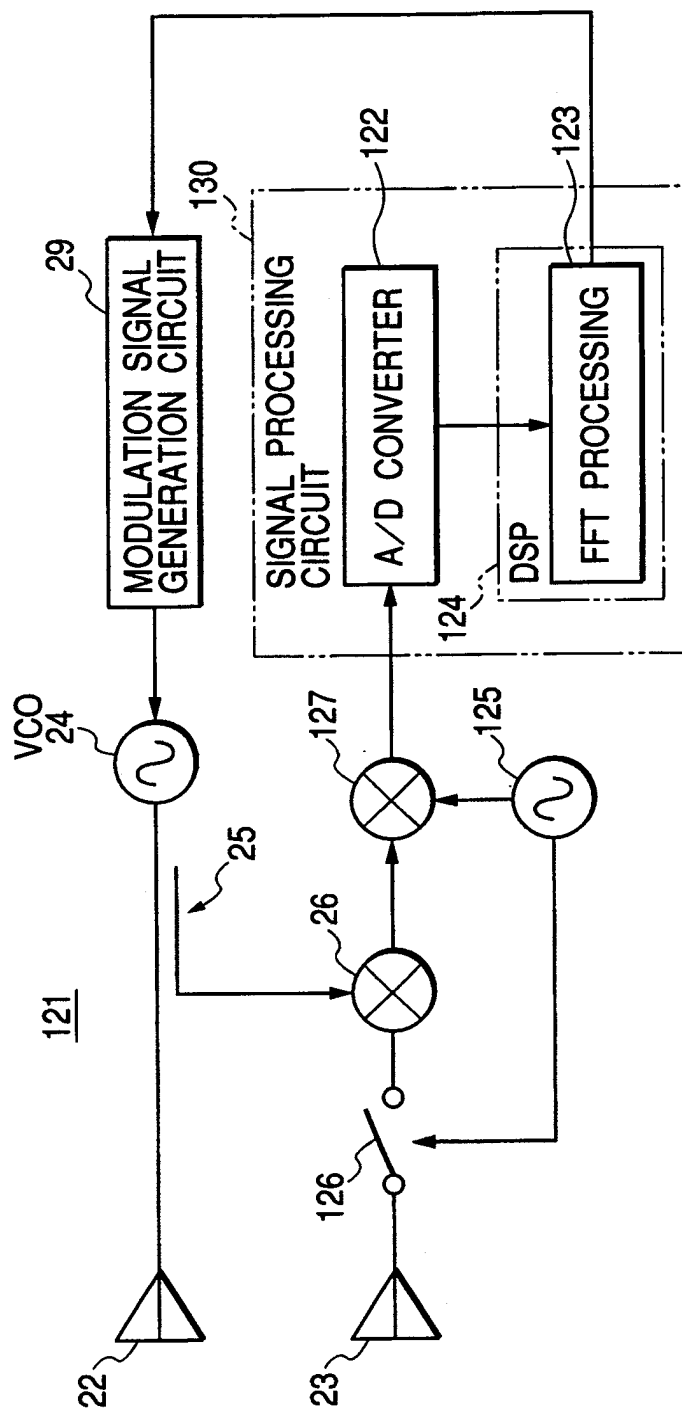 121
22
23
VCO
24
25
26
126
127
125
29
MODULATION SIGNAL
GENERATION CIRCUIT
130
SIGNAL PROCESSING
CIRCUIT
A/D CONVERTER
122
124
DSP
FFT PROCESSING
123